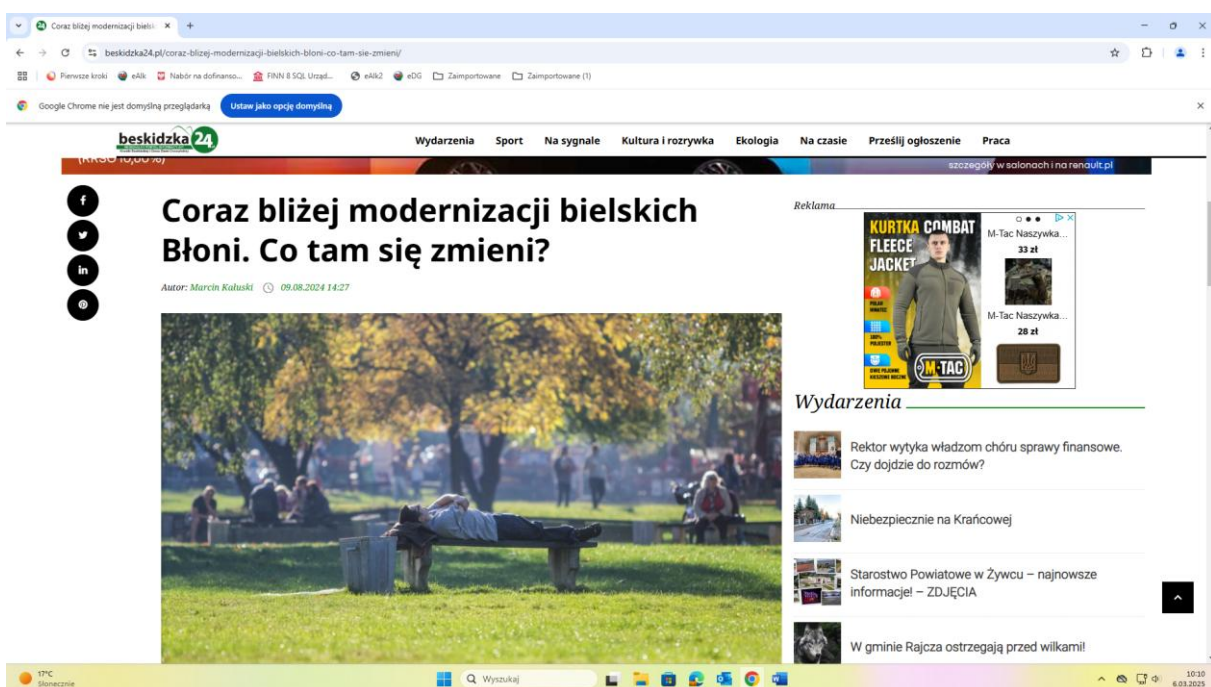 Coraz bliżej modernizacji bielsk
beskidzka24.pl/coraz-blizej-modernizacji-bielskich-bloni-co-tam-sie-zmieni/
Pierwsze kroki eAlk Nabór na dofinanso... FINN 8 SQL Urząd... eAlk2 eDG Zaimportowane Zaimportowane (1)
Google Chrome nie jest domyślną przeglądarką Ustaw jako opcję domyślną
beskidzka24
Wydarzenia Sport Na sygnale Kultura i rozrywka Ekologia Na czasie Prześlij ogłoszenie Praca
(RRSO 10,00%)
szczegóły w salonach i na renault.pl
Coraz bliżej modernizacji bielskich
Błoni. Co tam się zmieni?
Autor: Marcin Kałuski 09.08.2024 14:27
Reklama
KURTKA COMBAT
FLEECE
JACKET
M-TAC
M-Tac Naszywka...
33 zł
M-Tac Naszywka...
28 zł
Wydarzenia
Rektor wytyka władzom chóru sprawy finansowe.
Czy dojdzie do rozmów?
Niebezpiecznie na Krańcowej
Starostwo Powiatowe w Żywcu – najnowsze
informacje! – ZDJĘCIA
W gminie Rajcza ostrzegają przed wilkami!
17°C
Słonecznie
Wyszukaj
10:10
6.03.2025